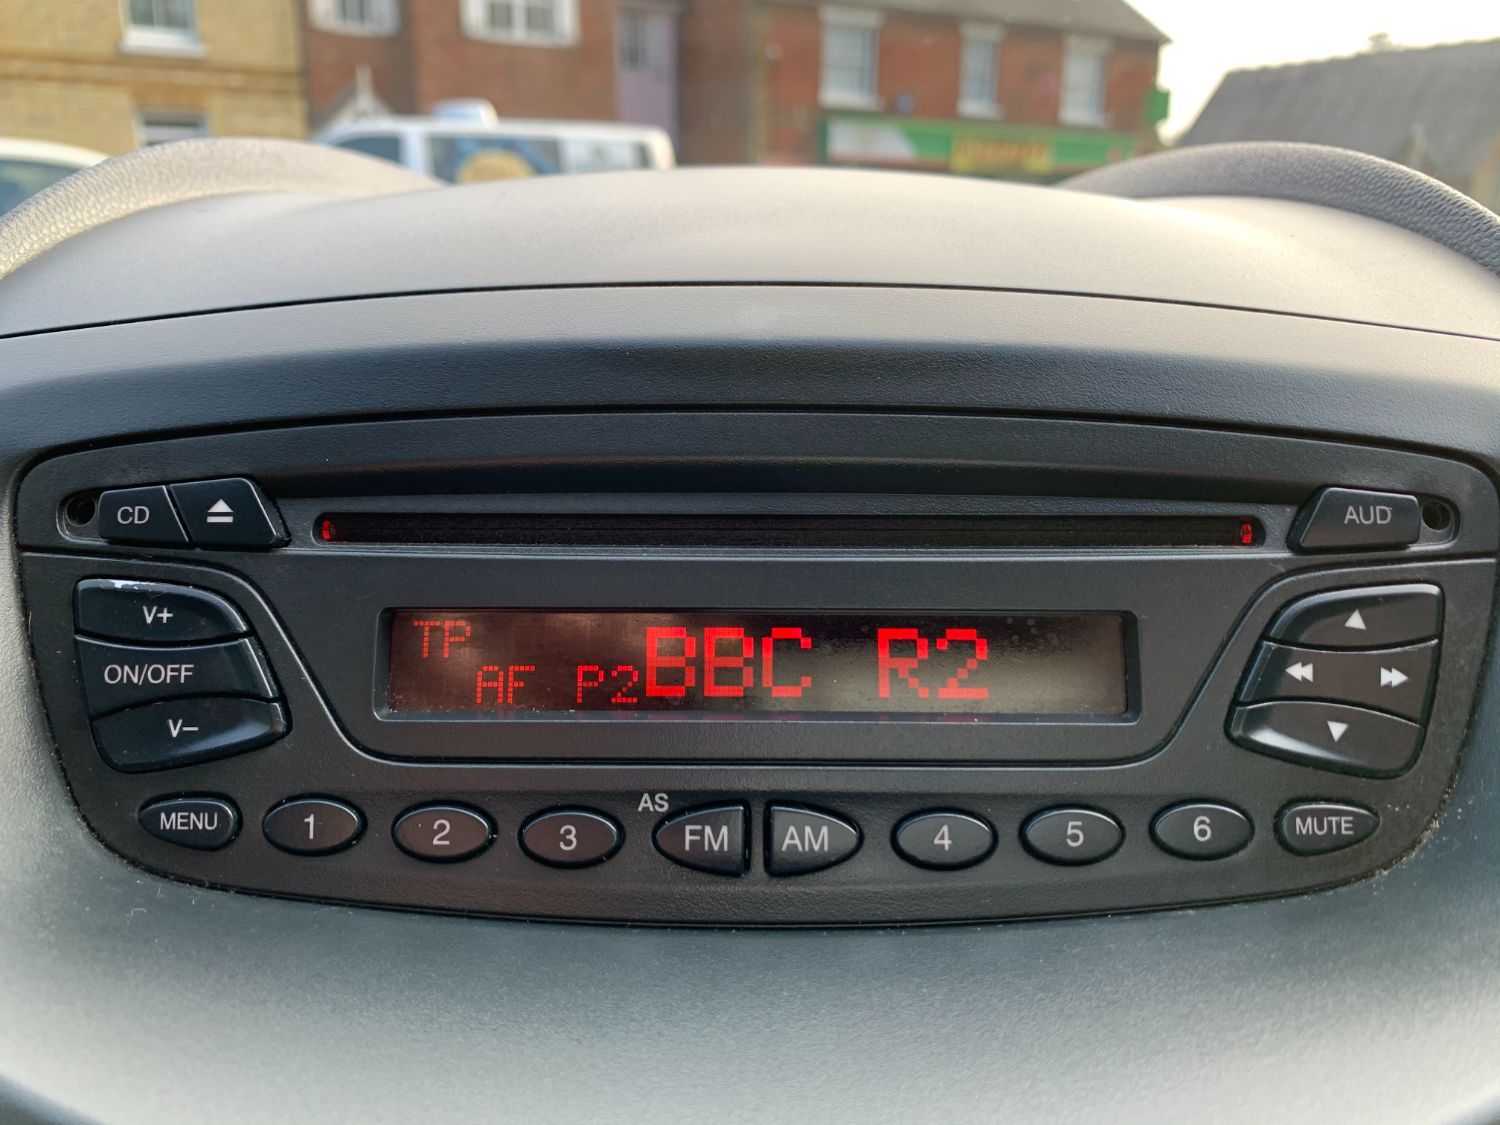 CD
AUD
V+
ON/OFF
V–
TP
AF P2 BBC R2
AS
MENU 1 2 3 FM AM 4 5 6 MUTE